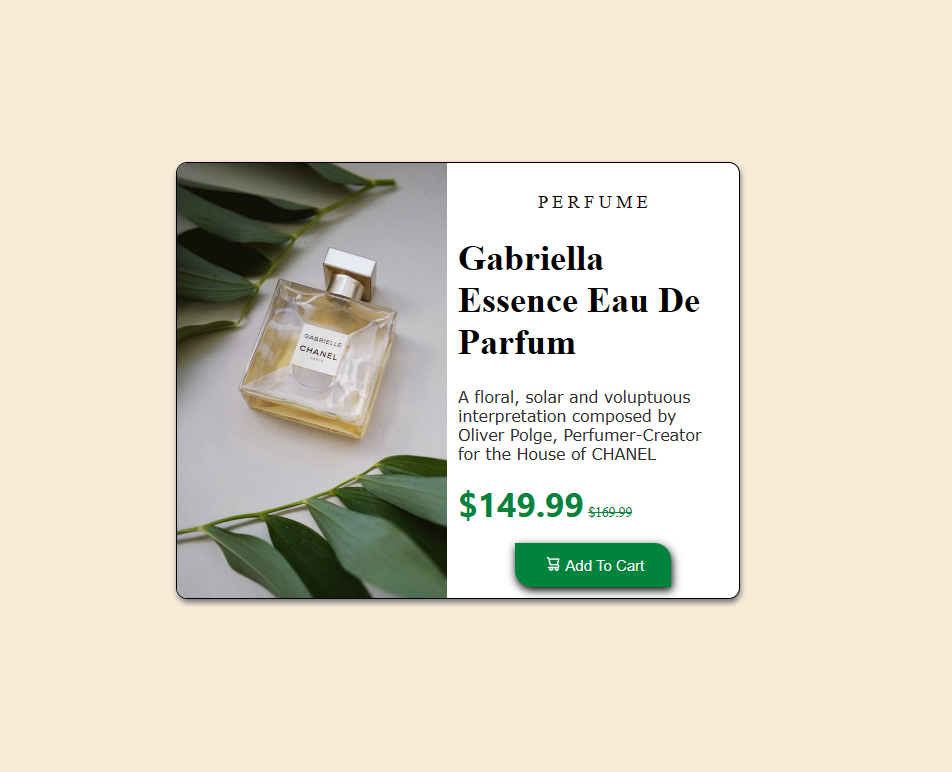 PERFUME
Gabriella
Essence Eau De
Parfum
GABRIELLE
CHANEL
PARIS
A floral, solar and voluptuous
interpretation composed by
Oliver Polge, Perfumer-Creator
for the House of CHANEL
$149.99 $169.99
Add To Cart